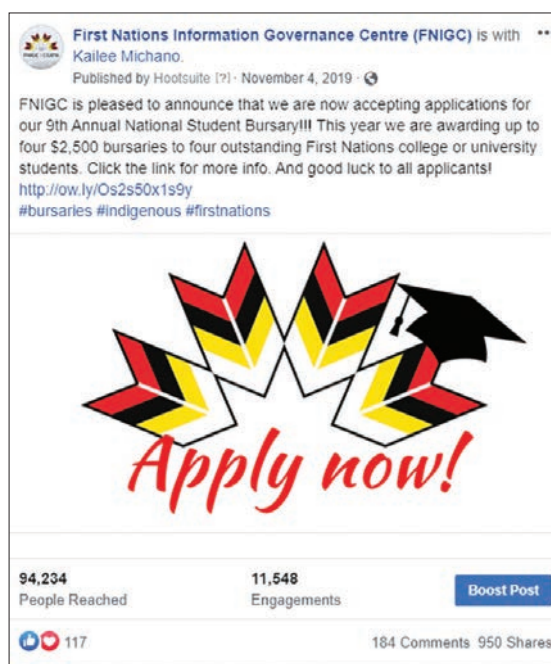 First Nations Information Governance Centre (FNIGC) is with
Kailee Michano.
Published by Hootsuite [?] · November 4, 2019 ·
FNIGC is pleased to announce that we are now accepting applications for
our 9th Annual National Student Bursary!!! This year we are awarding up to
four $2,500 bursaries to four outstanding First Nations college or university
students. Click the link for more info. And good luck to all applicants!
http://ow.ly/Os2s50x1s9y
#bursaries #indigenous #firstnations
Apply now!
94,234
People Reached
11,548
Engagements
Boost Post
117
184 Comments 950 Shares